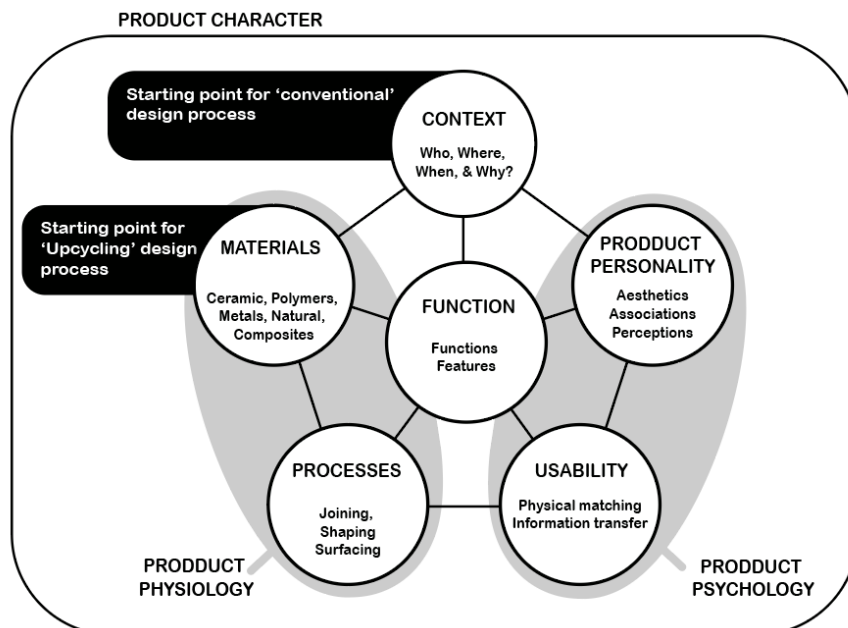 PRODUCT CHARACTER
Starting point for ‘conventional’
design process
CONTEXT
Who, Where,
When, & Why?
Starting point for
‘Upcycling’ design
process
MATERIALS
Ceramic, Polymers,
Metals, Natural,
Composites
FUNCTION
Functions
Features
PRODDUCT
PERSONALITY
Aesthetics
Associations
Perceptions
PROCESSES
Joining,
Shaping
Surfacing
USABILITY
Physical matching
Information transfer
PRODDUCT
PHYSIOLOGY
PRODDUCT
PSYCHOLOGY